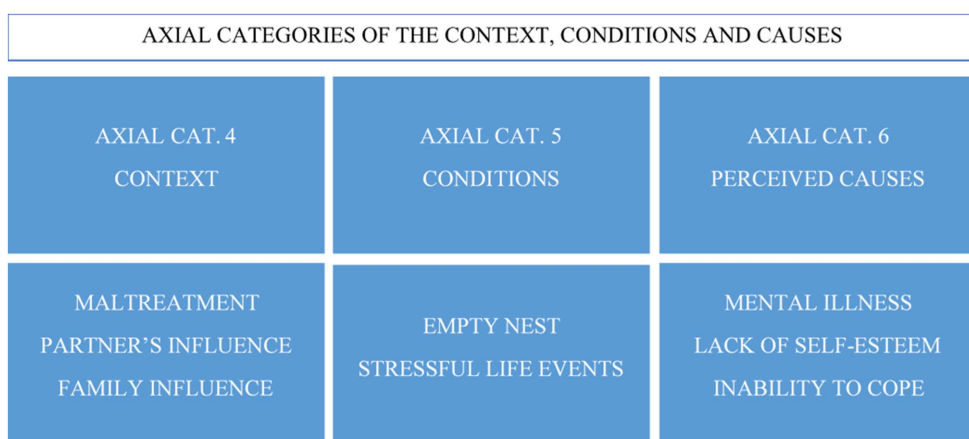 AXIAL CATEGORIES OF THE CONTEXT, CONDITIONS AND CAUSES
AXIAL CAT. 4
CONTEXT
AXIAL CAT. 5
CONDITIONS
AXIAL CAT. 6
PERCEIVED CAUSES
MALTREATMENT
PARTNER'S INFLUENCE
FAMILY INFLUENCE
EMPTY NEST
STRESSFUL LIFE EVENTS
MENTAL ILLNESS
LACK OF SELF-ESTEEM
INABILITY TO COPE